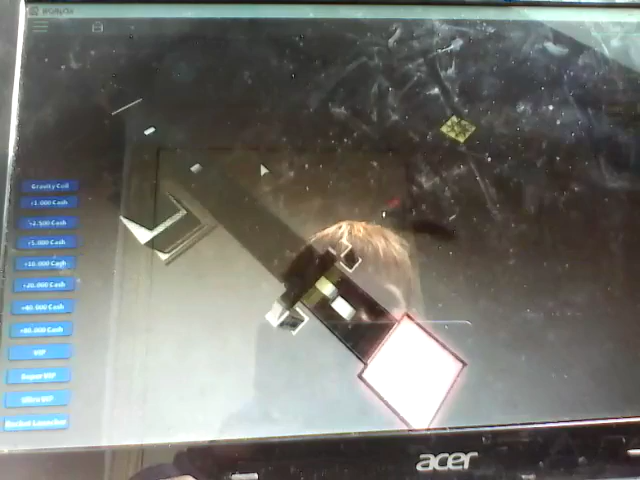 Gravity Coil
+1.000 Cash
+2.500 Cash
+5.000 Cash
+10.000 Cash
+20.000 Cash
+40.000 Cash
+80.000 Cash
VIP
Super VIP
Ultra VIP
Rocket Launcher
acer